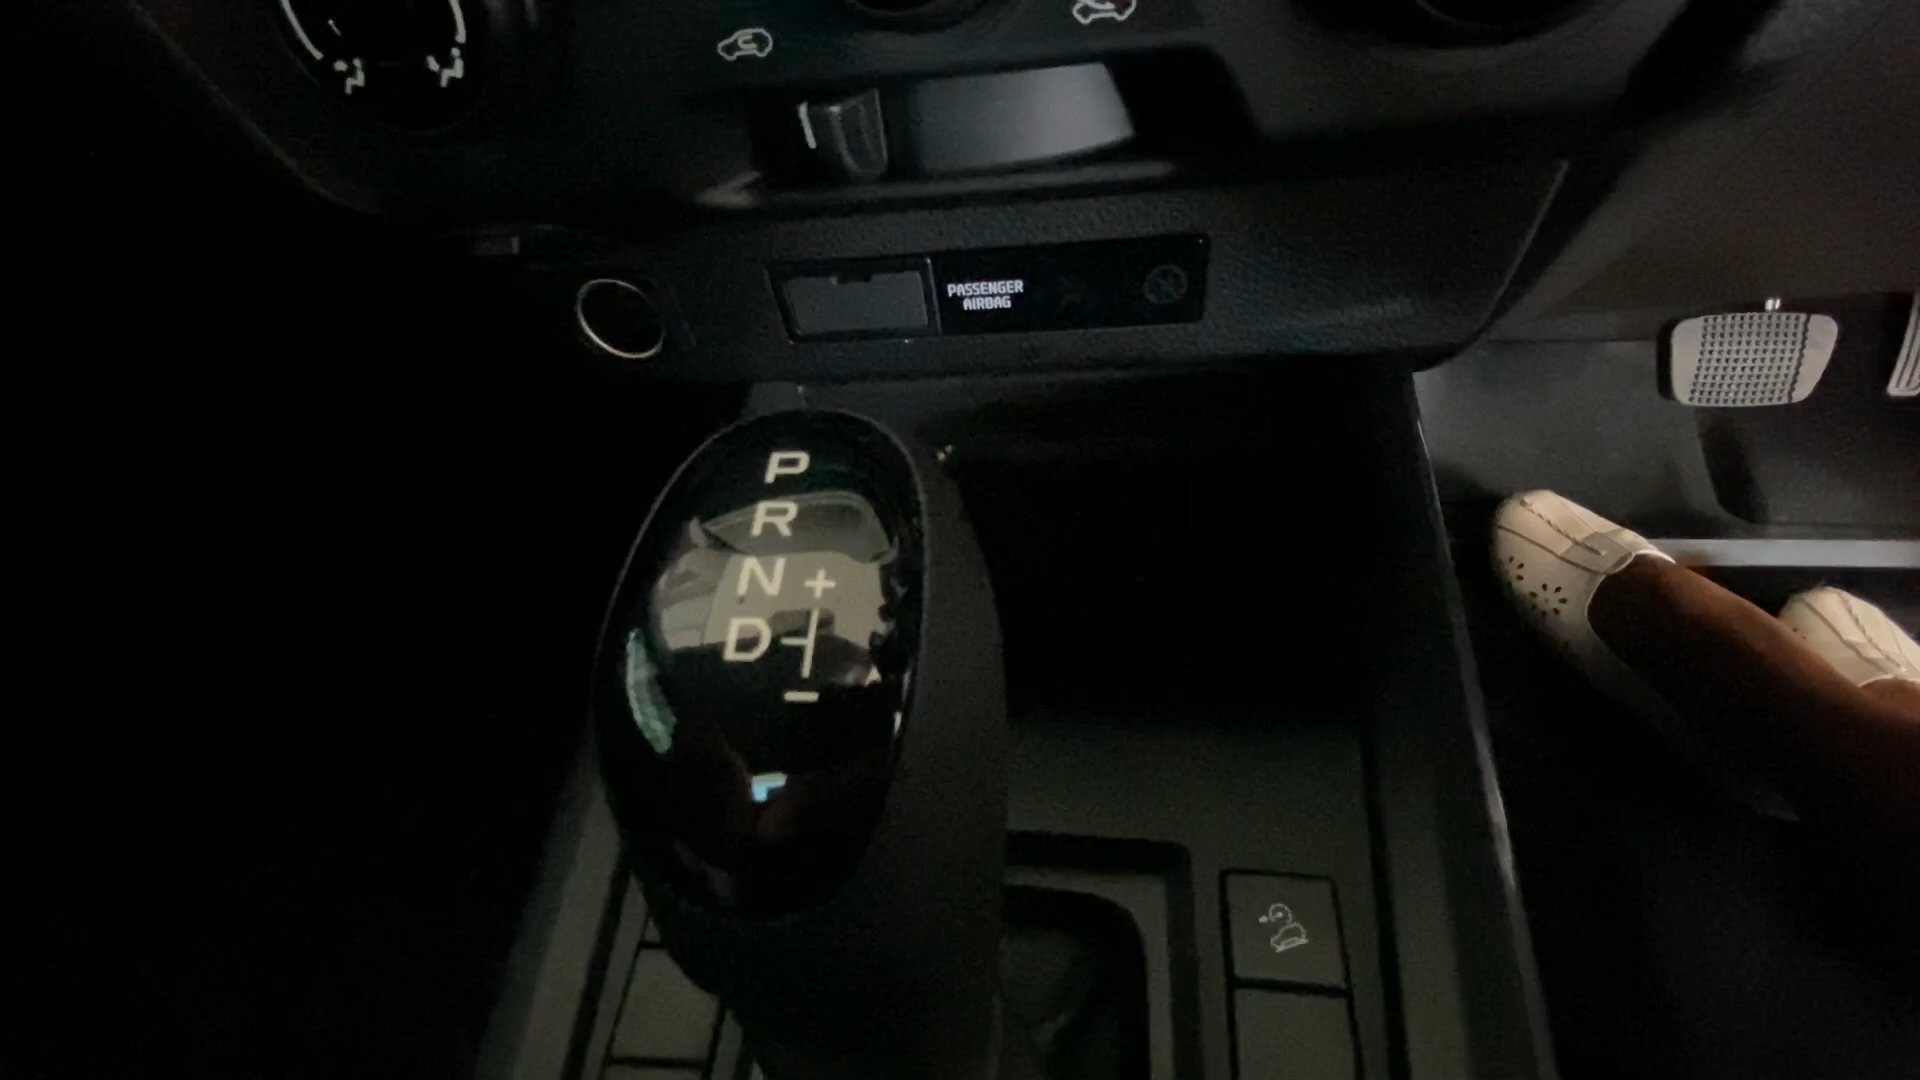 PASSENGER
AIRBAG
P
R
N +
D
–